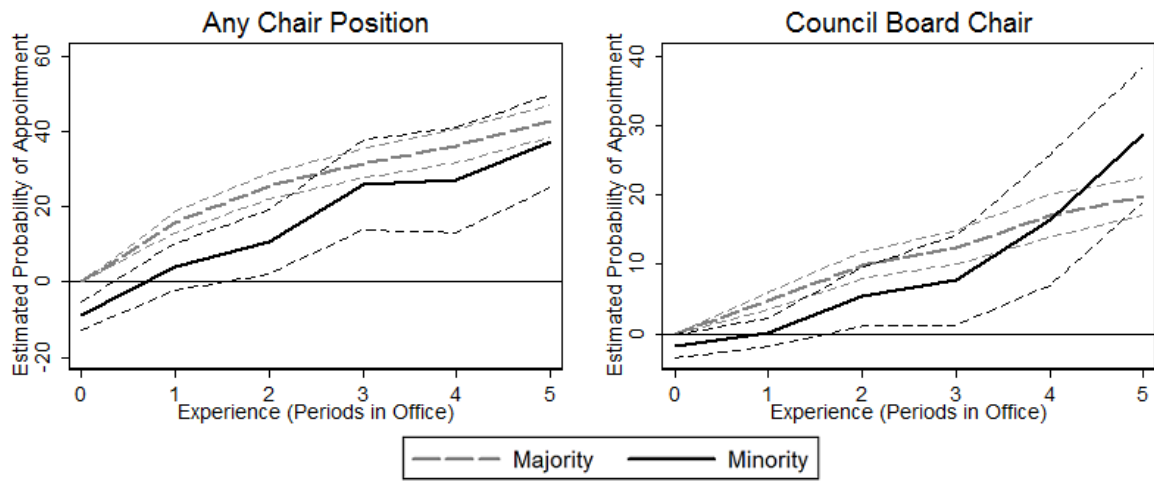 Any Chair Position
Estimated Probability of Appointment
60
40
20
0
-20
0 1 2 3 4 5
Experience (Periods in Office)
Council Board Chair
Estimated Probability of Appointment
40
30
20
10
0
0 1 2 3 4 5
Experience (Periods in Office)
Majority Minority